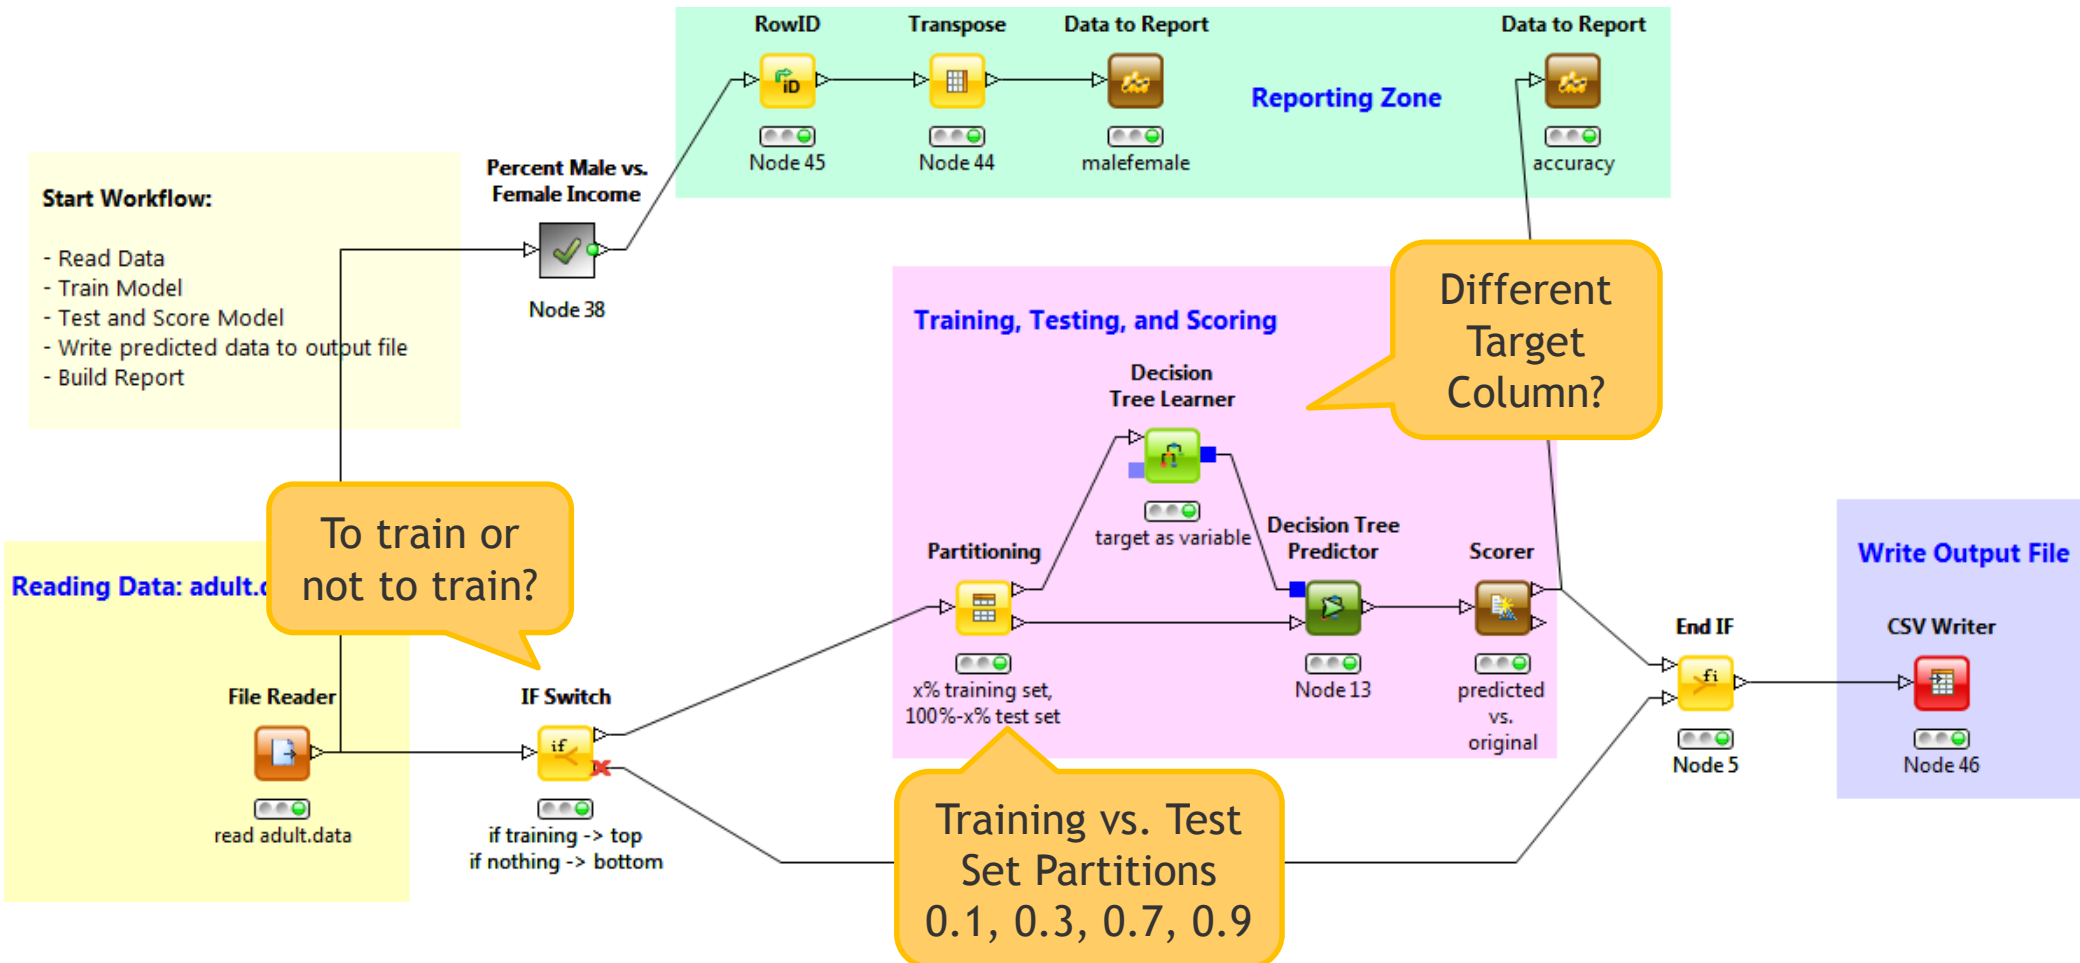 RowID
Transpose
Data to Report
Data to Report
iD
Reporting Zone
Node 45
Node 44
malefemale
accuracy
Start Workflow:
- Read Data
- Train Model
- Test and Score Model
- Write predicted data to output file
- Build Report
Percent Male vs.
Female Income
Node 38
Different
Target
Column?
Training, Testing, and Scoring
Decision
Tree Learner
target as variable
To train or
not to train?
Reading Data: adult.
File Reader
read adult.data
IF Switch
if
if training -> top
if nothing -> bottom
Partitioning
x% training set,
100%-x% test set
Decision Tree
Predictor
Node 13
Scorer
predicted
vs.
original
Training vs. Test
Set Partitions
0.1, 0.3, 0.7, 0.9
End IF
fi
Node 5
Write Output File
CSV Writer
Node 46